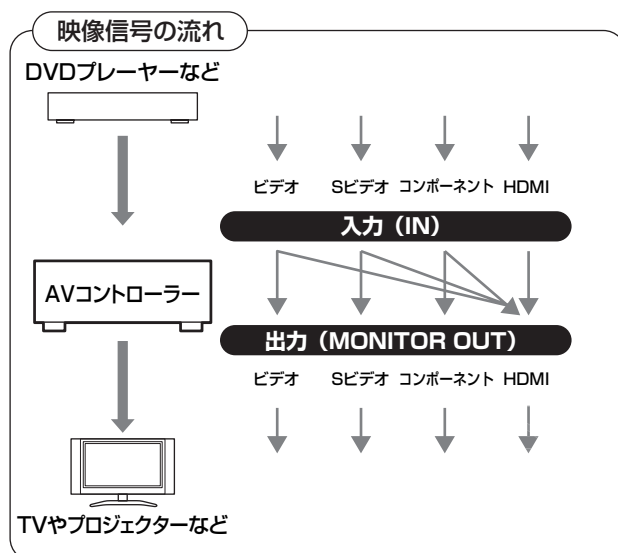 映像信号の流れ
DVDプレーヤーなど
ビデオ Sビデオ コンポーネント HDMI
入力（IN）
AVコントローラー
出力（MONITOR OUT）
ビデオ Sビデオ コンポーネント HDMI
TVやプロジェクターなど